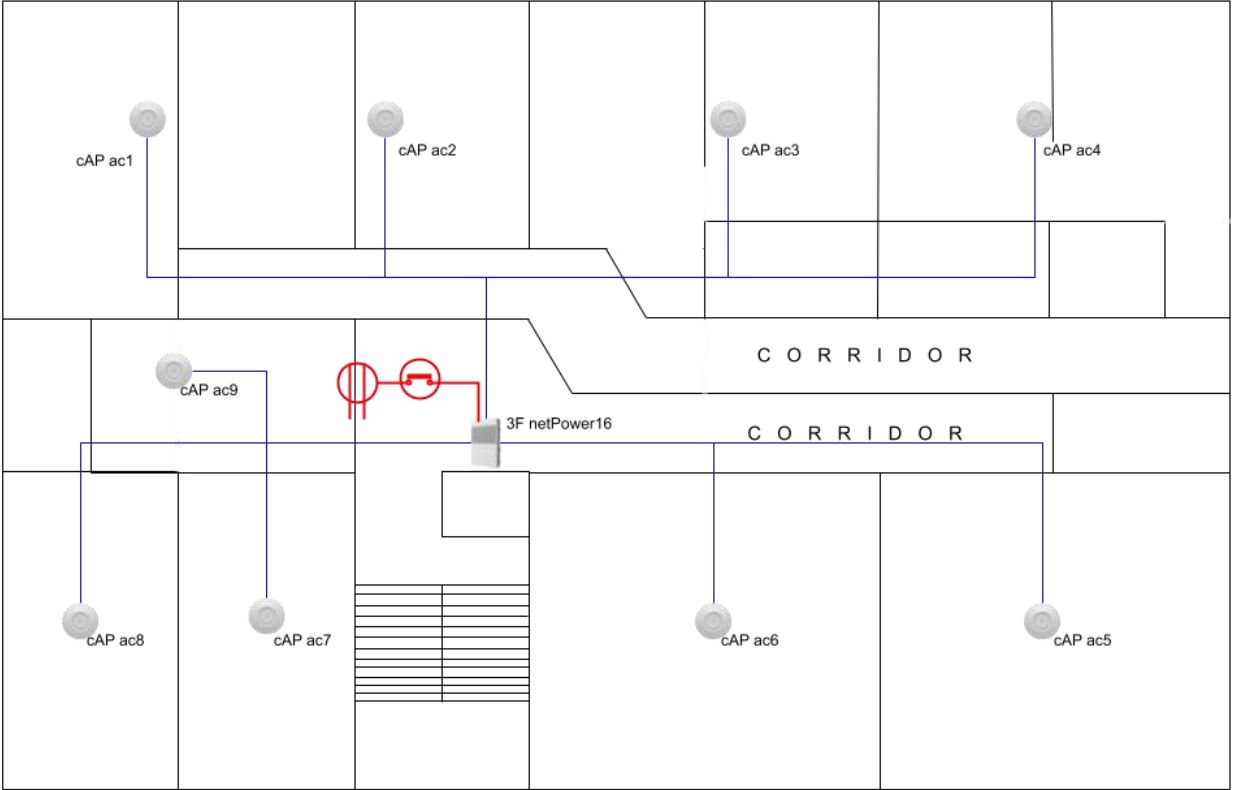 cAP ac1
cAP ac2
cAP ac3
cAP ac4
C O R R I D O R
cAP ac9
3F netPower16
C O R R I D O R
cAP ac8
cAP ac7
cAP ac6
cAP ac5